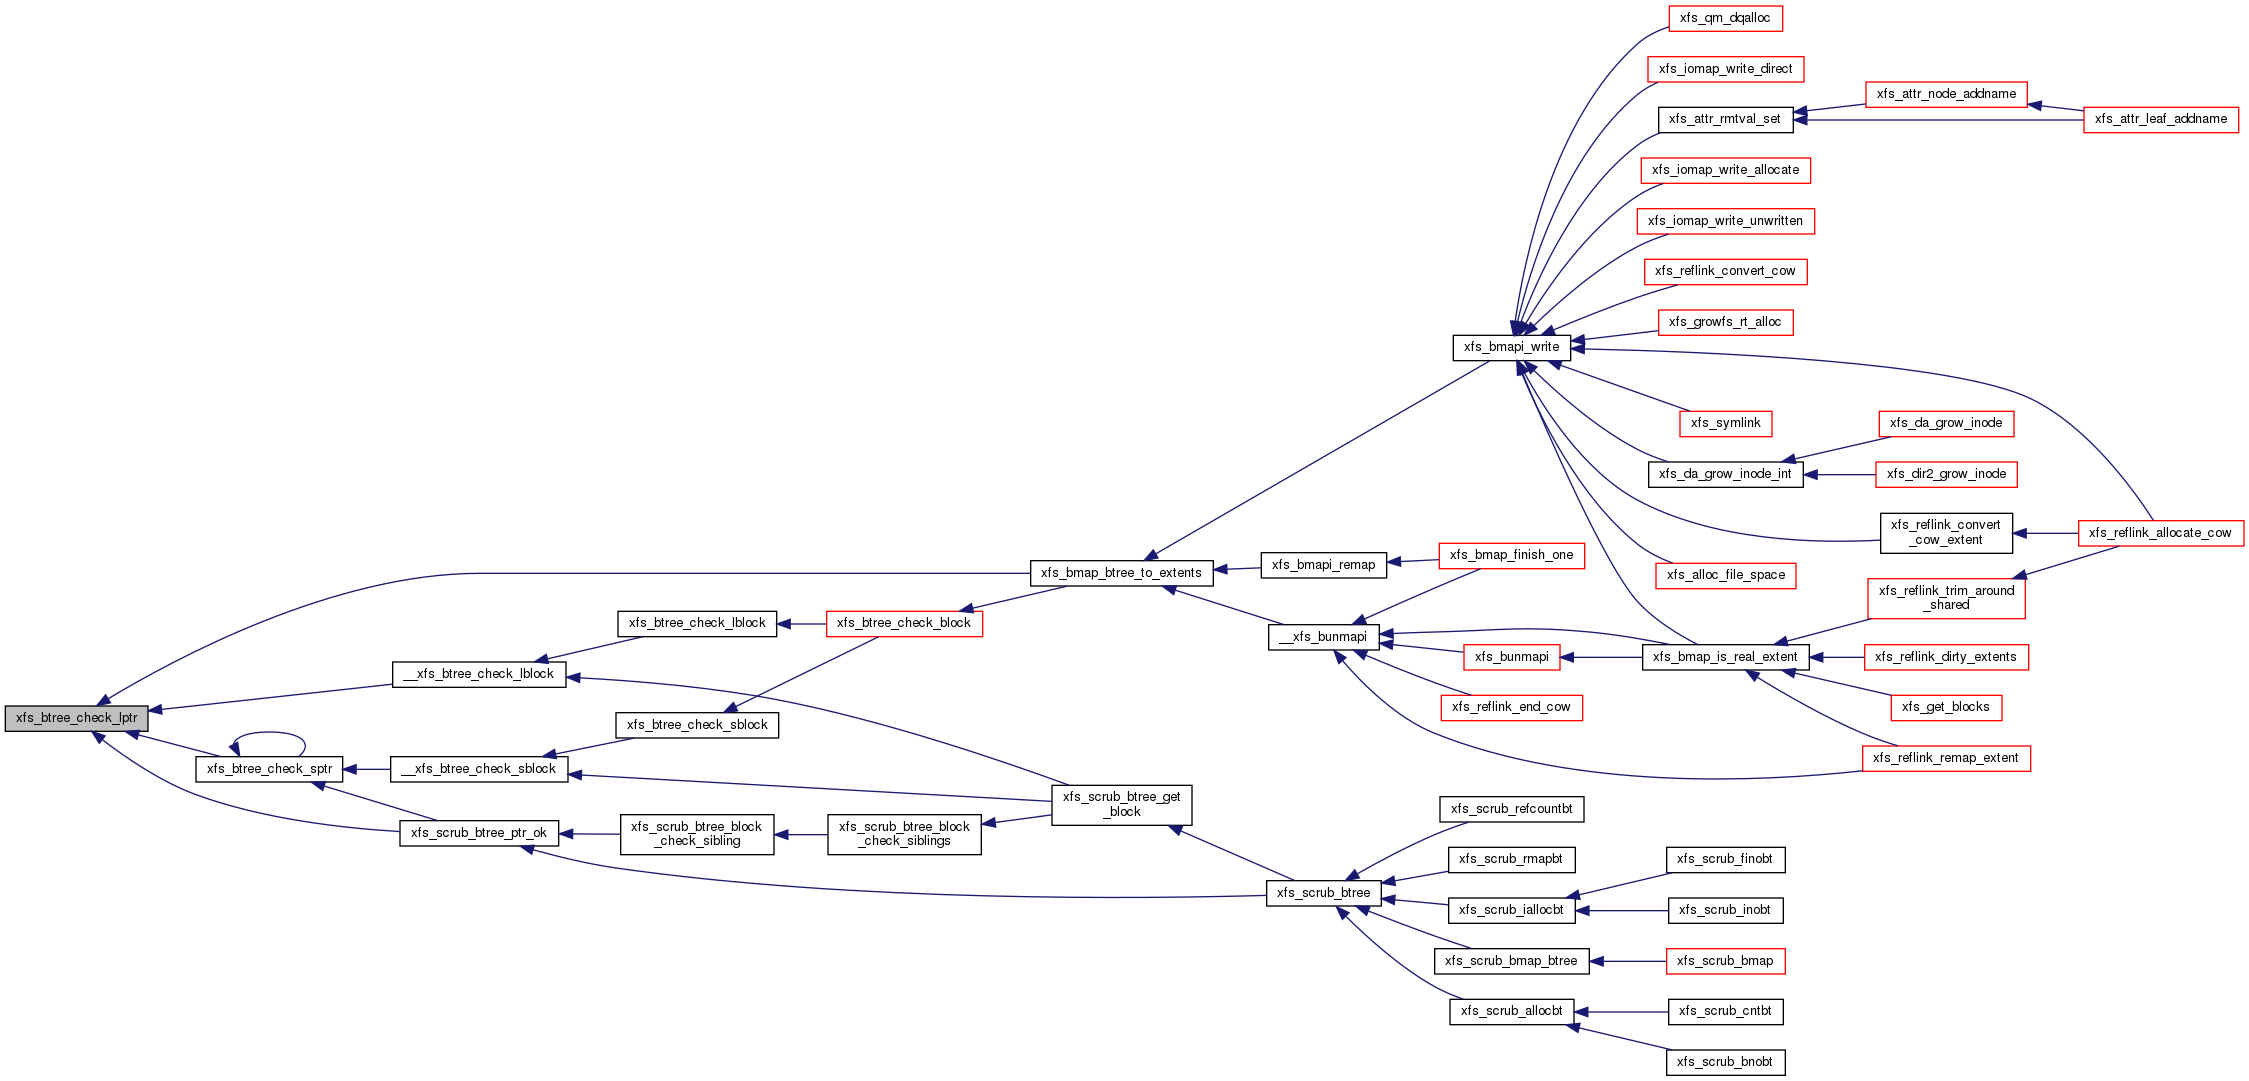 xfs_qm_dqalloc
xfs_iomap_write_direct
xfs_attr_node_addname
xfs_attr_rmtval_set
xfs_attr_leaf_addname
xfs_iomap_write_allocate
xfs_iomap_write_unwritten
xfs_reflink_convert_cow
xfs_growfs_rt_alloc
xfs_bmapi_write
xfs_symlink
xfs_da_grow_inode
xfs_da_grow_inode_int
xfs_dir2_grow_inode
xfs_reflink_convert
_cow_extent
xfs_reflink_allocate_cow
xfs_bmap_finish_one
xfs_bmapi_remap
xfs_bmap_btree_to_extents
xfs_alloc_file_space
xfs_reflink_trim_around
_shared
xfs_btree_check_lblock
xfs_btree_check_block
__xfs_bunmapi
xfs_bunmapi
xfs_bmap_is_real_extent
xfs_reflink_dirty_extents
__xfs_btree_check_lblock
xfs_reflink_end_cow
xfs_get_blocks
xfs_btree_check_lptr
xfs_btree_check_sblock
xfs_reflink_remap_extent
xfs_btree_check_sptr
__xfs_btree_check_sblock
xfs_scrub_btree_get
_block
xfs_scrub_refcountbt
xfs_scrub_btree_ptr_ok
xfs_scrub_btree_block
_check_sibling
xfs_scrub_btree_block
_check_siblings
xfs_scrub_rmapbt
xfs_scrub_finobt
xfs_scrub_btree
xfs_scrub_iallocbt
xfs_scrub_inobt
xfs_scrub_bmap_btree
xfs_scrub_bmap
xfs_scrub_allocbt
xfs_scrub_cntbt
xfs_scrub_bnobt